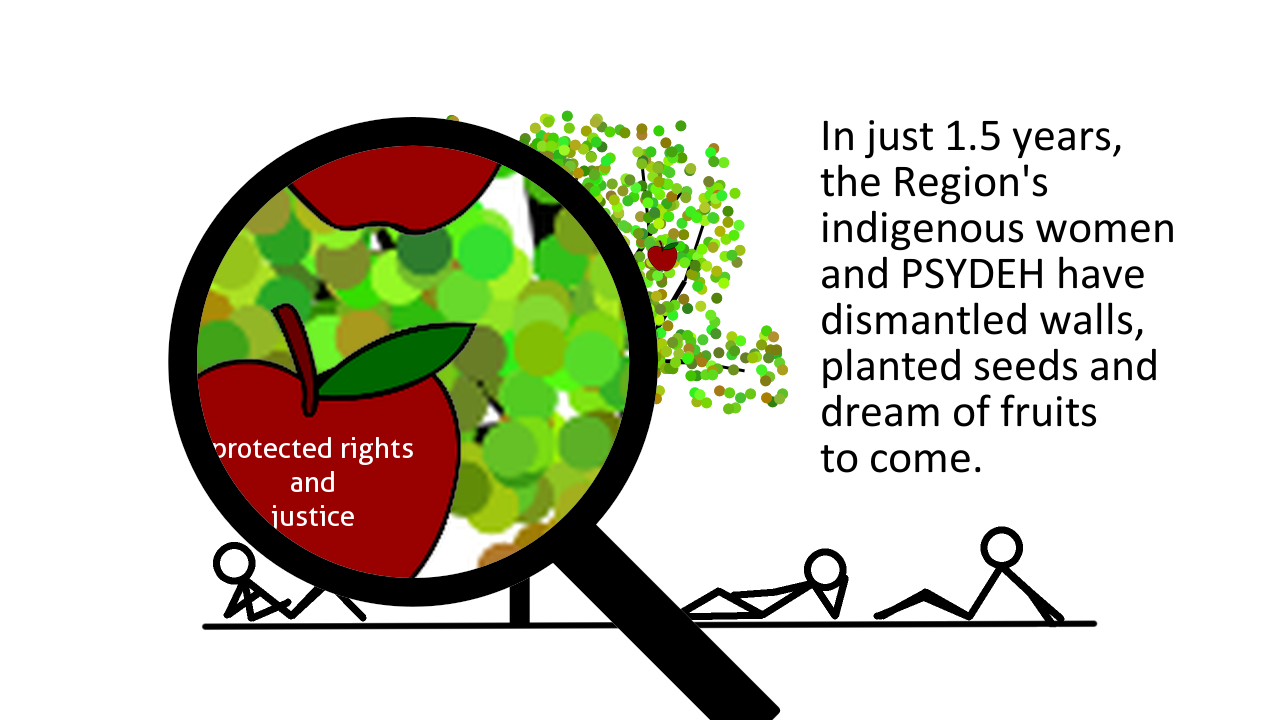 In just 1.5 years,
the Region's
indigenous women
and PSYDEH have
dismantled walls,
planted seeds and
dream of fruits
to come.
protected rights
and
justice